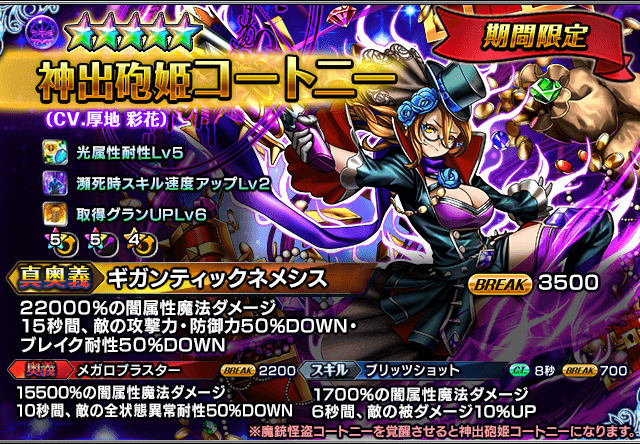 期間限定
神出砲姫コートニー
(CV.厚地 彩花)
光属性耐性Lv5
瀕死時スキル速度アップLv2
取得グランUPLv6
5 5 4
真奥義 ギガンティックネメシス BREAK 3500
22000%の闇属性魔法ダメージ
15秒間、敵の攻撃力・防御力50%DOWN・
ブレイク耐性50%DOWN
奥義 メガロブラスター BREAK 2200
15500%の闇属性魔法ダメージ
10秒間、敵の全状態異常耐性50%DOWN
スキル ブリッツショット CT 8秒 BREAK 700
1700%の闇属性魔法ダメージ
6秒間、敵の被ダメージ10%UP
※魔銃怪盗コートニーを覚醒させると神出砲姫コートニーになります。